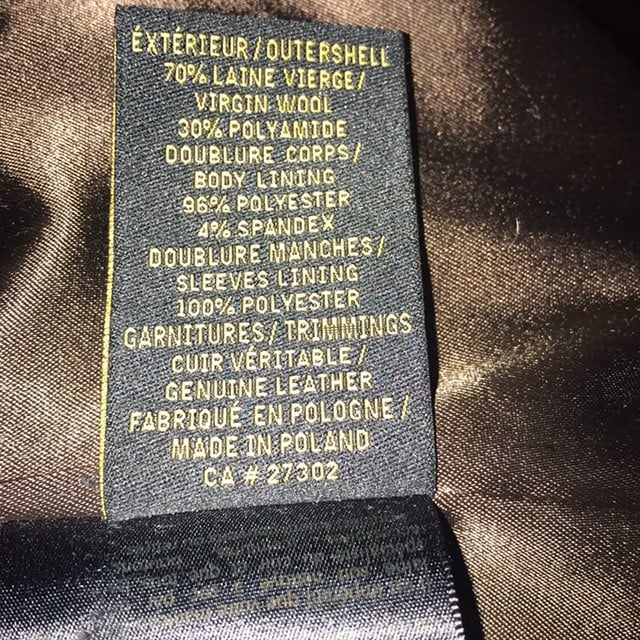 ÉXTÉRIEUR/OUTERSHELL
70% LAINE VIERGE/
VIRGIN WOOL
30% POLYAMIDE
DOUBLURE CORPS/
BODY LINING
96% POLYESTER
4% SPANDEX
DOUBLURE MANCHES/
SLEEVES LINING
100% POLYESTER
GARNITURES/TRIMMINGS
CUIR VÉRITABLE/
GENUINE LEATHER
FABRIQUÉ EN POLOGNE/
MADE IN POLAND
CA # 27302